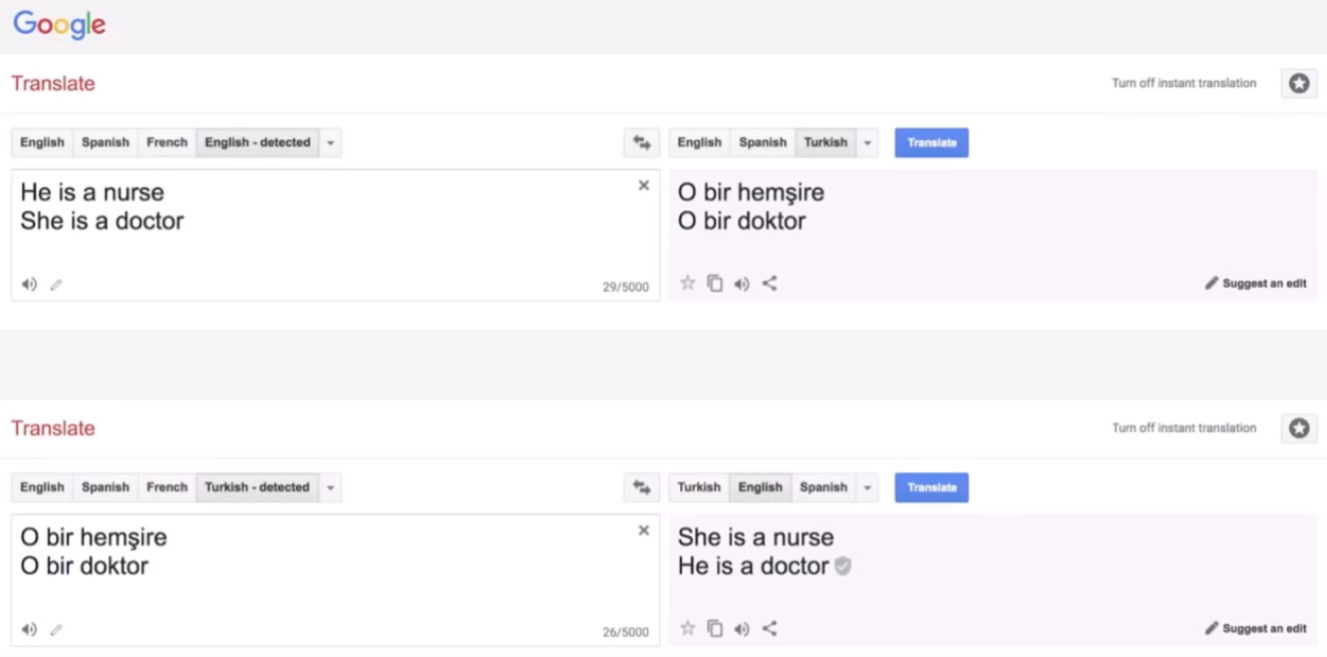 Google
Translate
Turn off instant translation
English Spanish French English - detected
English Spanish Turkish
Translate
He is a nurse
She is a doctor
29/5000
O bir hemşire
O bir doktor
Suggest an edit
Translate
Turn off instant translation
English Spanish French Turkish - detected
Turkish English Spanish
Translate
O bir hemşire
O bir doktor
26/5000
She is a nurse
He is a doctor
Suggest an edit